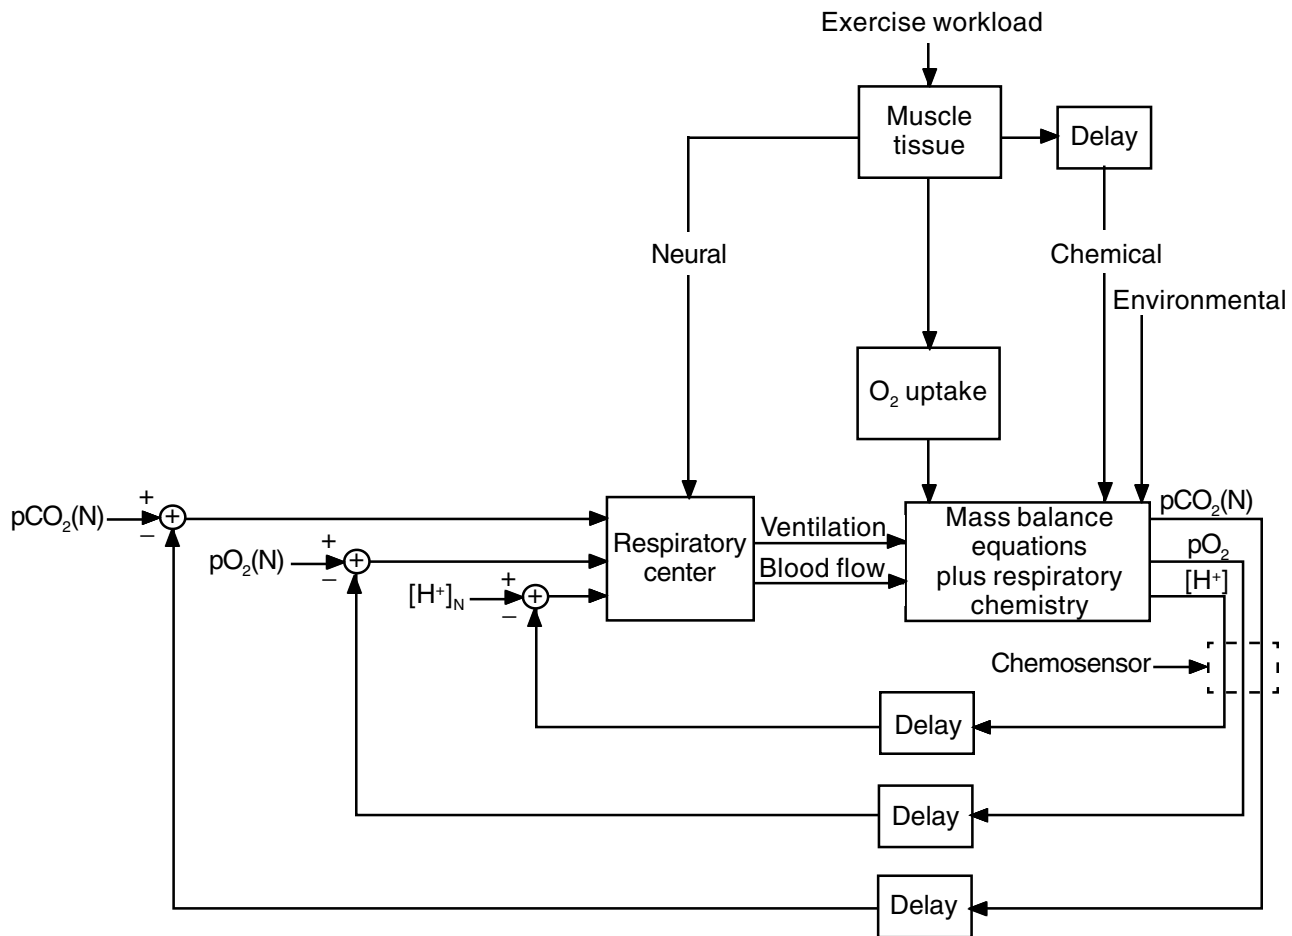 Exercise workload
Muscle
tissue
Delay
Neural
Chemical
Environmental
O₂ uptake
pCO₂(N)
+
−
+
pO₂(N)
+
−
+
[H⁺]_N
+
−
+
Respiratory
center
Ventilation
Blood flow
Mass balance
equations
plus respiratory
chemistry
pCO₂(N)
pO₂
[H⁺]
Chemosensor
Delay
Delay
Delay